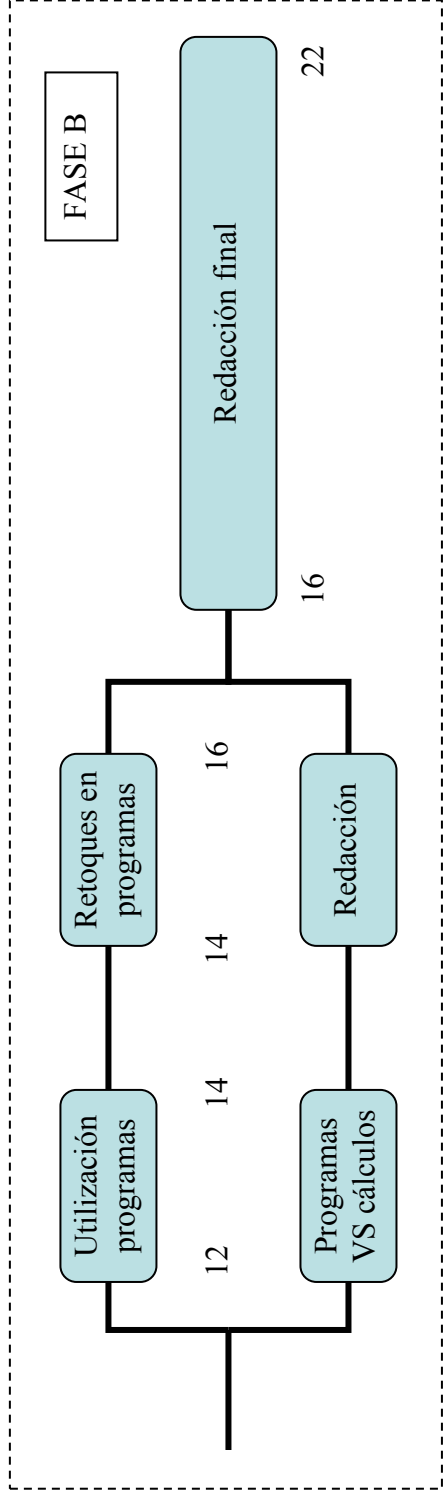 FASE B
Utilización
programas
Retoques en
programas
12
14
14
16
Programas
VS cálculos
Redacción
Redacción final
16
22